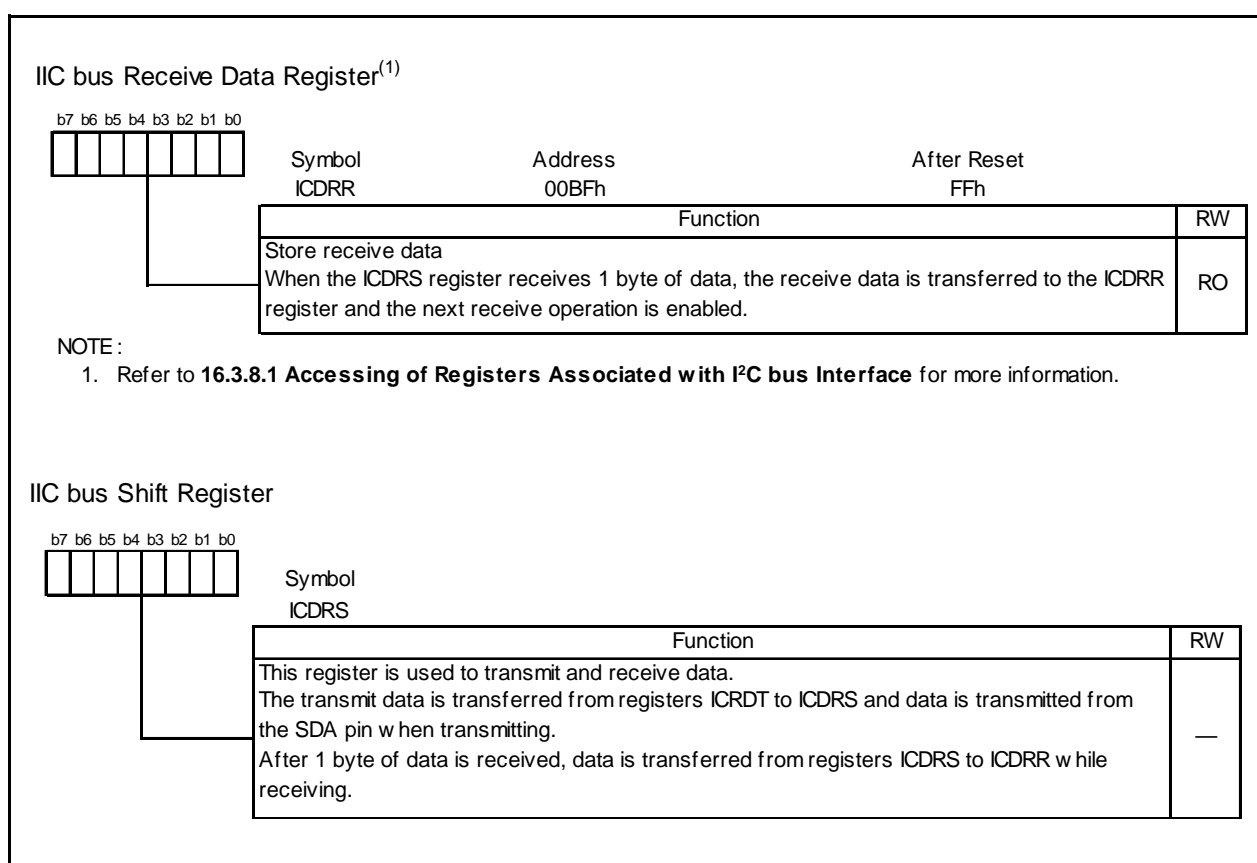 IIC bus Receive Data Register(1)
b7 b6 b5 b4 b3 b2 b1 b0
Symbol Address After Reset
ICDRR 00BFh FFh
Function RW
Store receive data
When the ICDRS register receives 1 byte of data, the receive data is transferred to the ICDRR
register and the next receive operation is enabled.
RO
NOTE :
1. Refer to 16.3.8.1 Accessing of Registers Associated with I²C bus Interface for more information.
IIC bus Shift Register
b7 b6 b5 b4 b3 b2 b1 b0
Symbol
ICDRS
Function RW
This register is used to transmit and receive data.
The transmit data is transferred from registers ICRDT to ICDRS and data is transmitted from
the SDA pin when transmitting.
After 1 byte of data is received, data is transferred from registers ICDRS to ICDRR while
receiving.
—